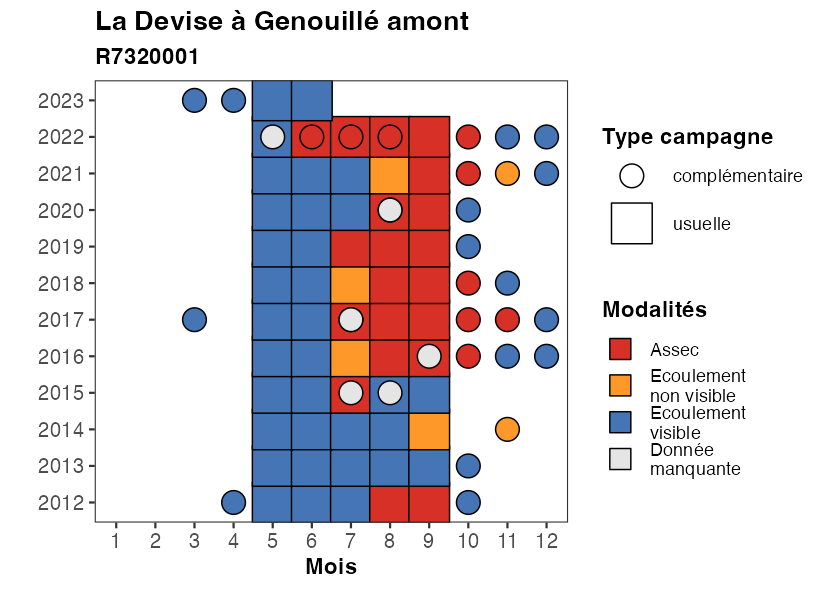 La Devise à Genouillé amont
R7320001
2023
2022
2021
2020
2019
2018
2017
2016
2015
2014
2013
2012
1 2 3 4 5 6 7 8 9 10 11 12
Mois
Type campagne
complémentaire
usuelle
Modalités
Assec
Ecoulement
non visible
Ecoulement
visible
Donnée
manquante